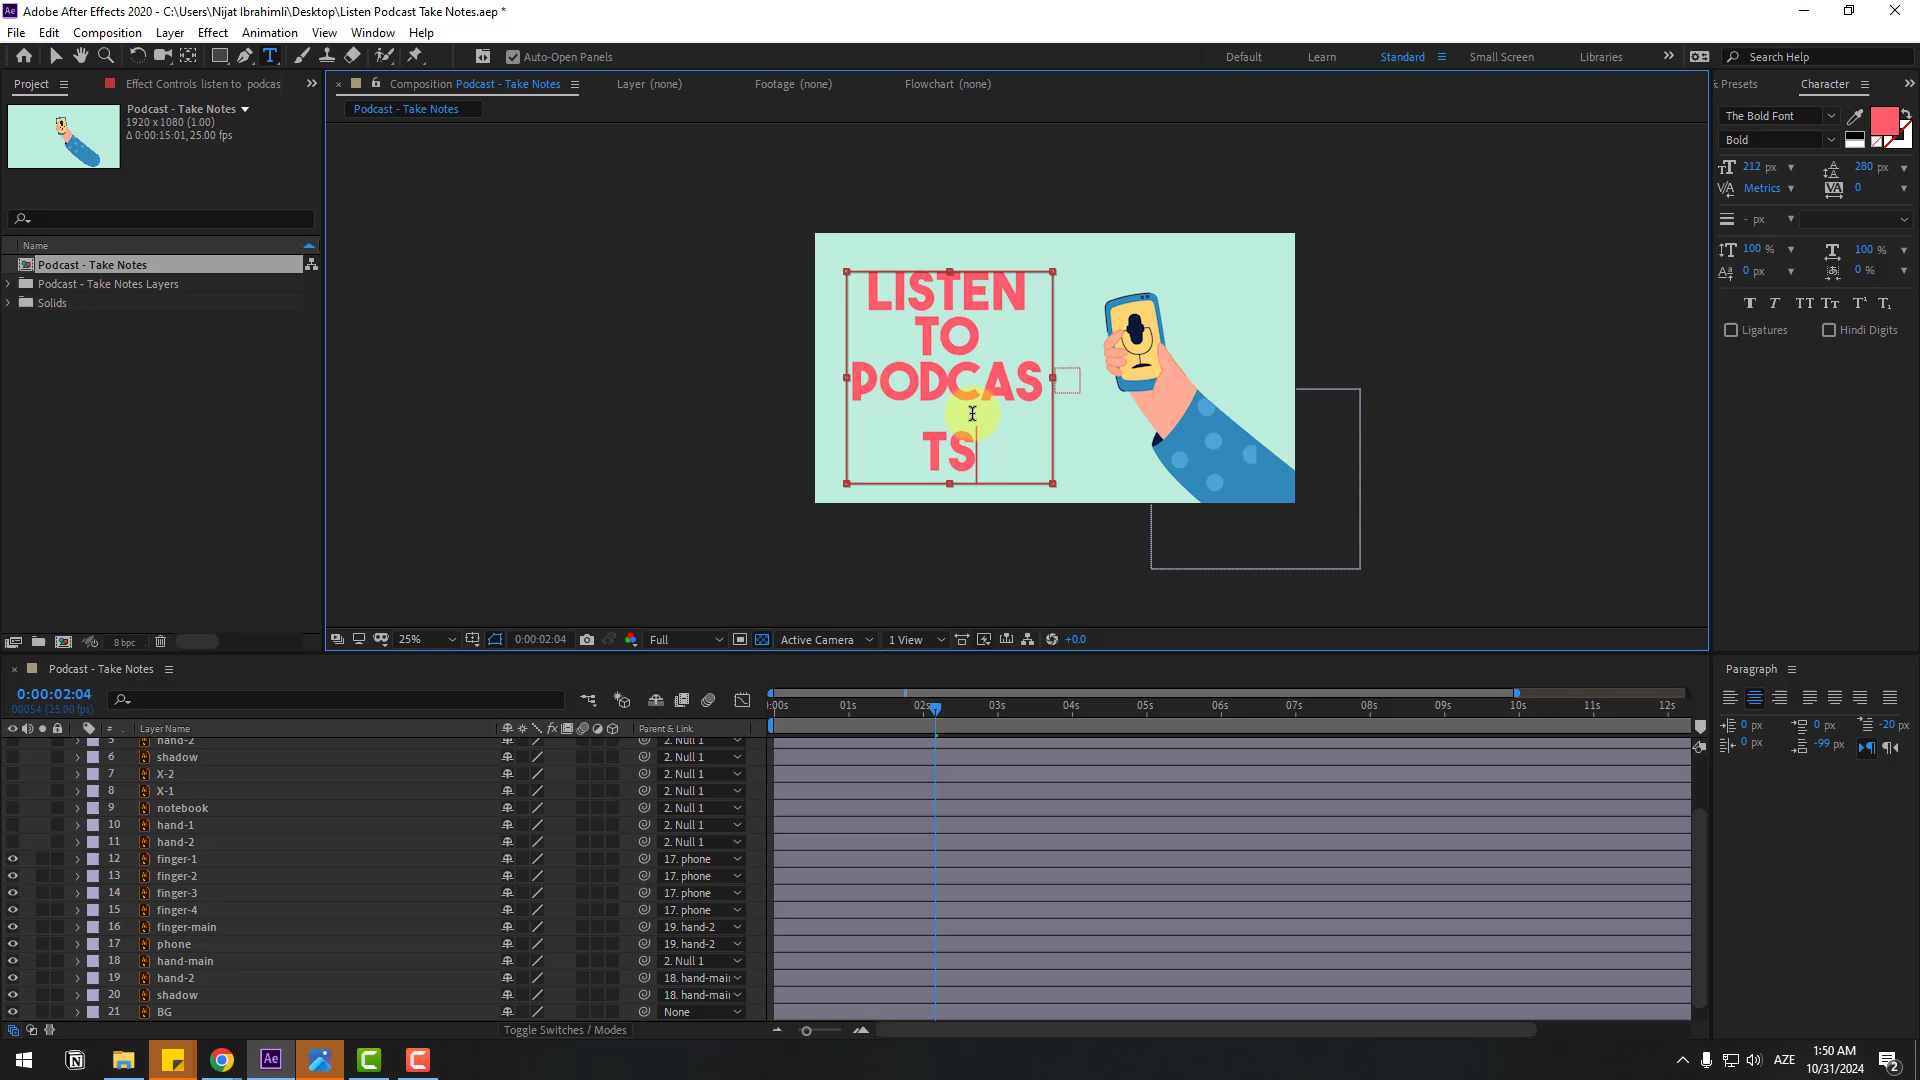 Adobe After Effects 2020 - C:\Users\Nijat Ibrahimli\Desktop\Listen Podcast Take Notes.aep *
File Edit Composition Layer Effect Animation View Window Help
Auto-Open Panels
Default Learn Standard Small Screen Libraries Search Help
Project Effect Controls listen to podcas
Composition Podcast - Take Notes Layer (none) Footage (none) Flowchart (none)
Presets Character
Podcast - Take Notes
1920 x 1080 (1.00)
Δ 0:00:15:01, 25.00 fps
Podcast - Take Notes
The Bold Font
Bold
212 px 280 px
Metrics 0
- px
100 % 100 %
0 px 0 %
Ligatures Hindi Digits
Name
Podcast - Take Notes
Podcast - Take Notes Layers
Solids
LISTEN
TO
PODCAS
TS
8 bpc
25% 0:00:02:04 Full Active Camera 1 View +0.0
Podcast - Take Notes
0:00:02:04
00054 (25.00 fps)
:00s 01s 02s 03s 04s 05s 06s 07s 08s 09s 10s 11s 12s
# Layer Name Parent & Link
5 hand-2 2. Null 1
6 shadow 2. Null 1
7 X-2 2. Null 1
8 X-1 2. Null 1
9 notebook 2. Null 1
10 hand-1 2. Null 1
11 hand-2 2. Null 1
12 finger-1 17. phone
13 finger-2 17. phone
14 finger-3 17. phone
15 finger-4 17. phone
16 finger-main 19. hand-2
17 phone 19. hand-2
18 hand-main 2. Null 1
19 hand-2 18. hand-mai
20 shadow 18. hand-mai
21 BG None
Toggle Switches / Modes
Paragraph
0 px 0 px -20 px
0 px -99 px
AZE
1:50 AM
10/31/2024
2